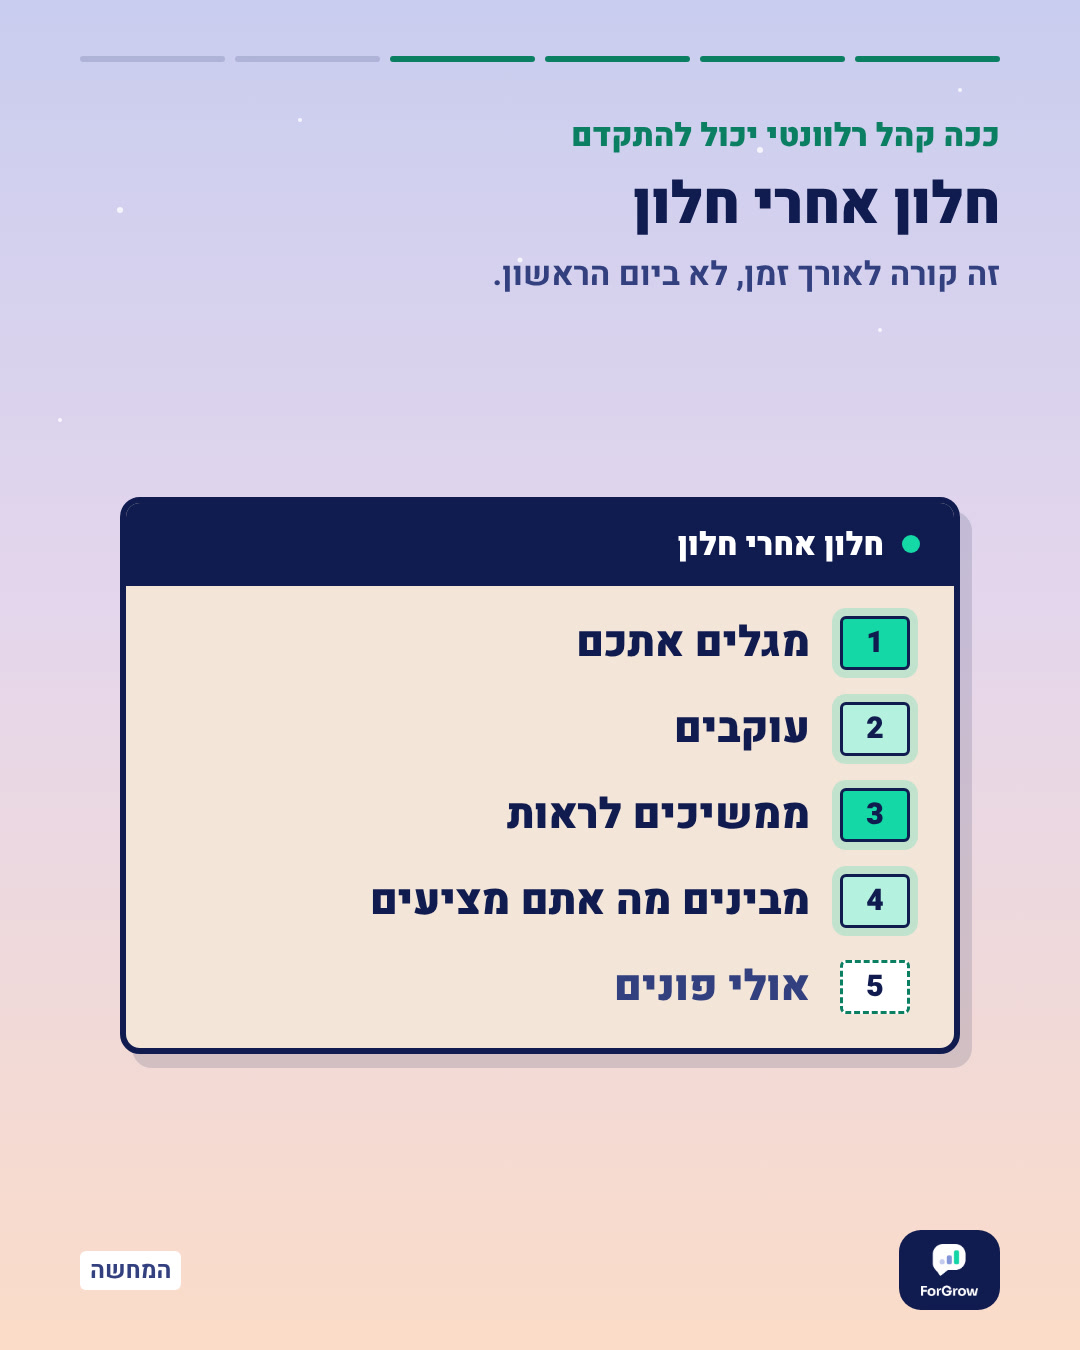 ככה קהל רלוונטי יכול להתקדם
חלון אחרי חלון
זה קורה לאורך זמן, לא ביום הראשון.
חלון אחרי חלון
1 מגלים אתכם
2 עוקבים
3 ממשיכים לראות
4 מבינים מה אתם מציעים
5 אולי פונים
ForGrow
המחשה